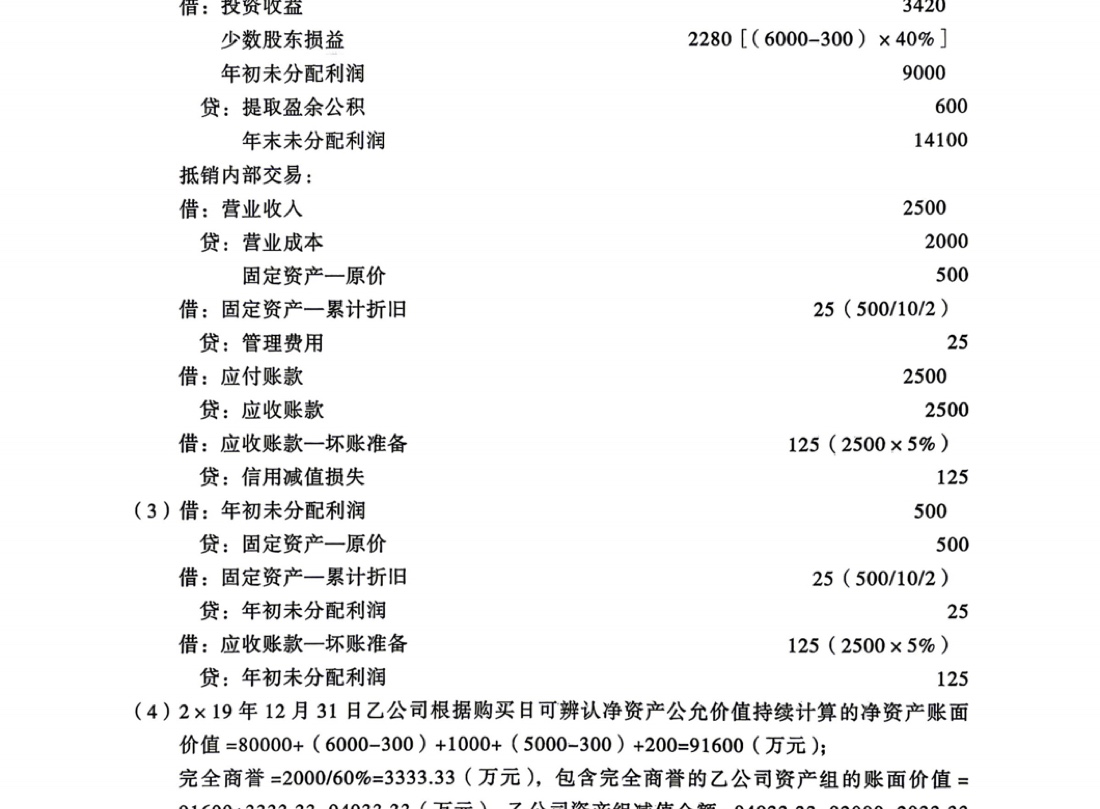 借：投资收益 3420
少数股东损益 2280［（6000-300）×40%］
年初未分配利润 9000
贷：提取盈余公积 600
年末未分配利润 14100
抵销内部交易：
借：营业收入 2500
贷：营业成本 2000
固定资产—原价 500
借：固定资产—累计折旧 25（500/10/2）
贷：管理费用 25
借：应付账款 2500
贷：应收账款 2500
借：应收账款—坏账准备 125（2500×5%）
贷：信用减值损失 125
（3）借：年初未分配利润 500
贷：固定资产—原价 500
借：固定资产—累计折旧 25（500/10/2）
贷：年初未分配利润 25
借：应收账款—坏账准备 125（2500×5%）
贷：年初未分配利润 125
（4）2×19年12月31日乙公司根据购买日可辨认净资产公允价值持续计算的净资产账面
价值=80000+（6000-300）+1000+（5000-300）+200=91600（万元）；
完全商誉=2000/60%=3333.33（万元），包含完全商誉的乙公司资产组的账面价值=